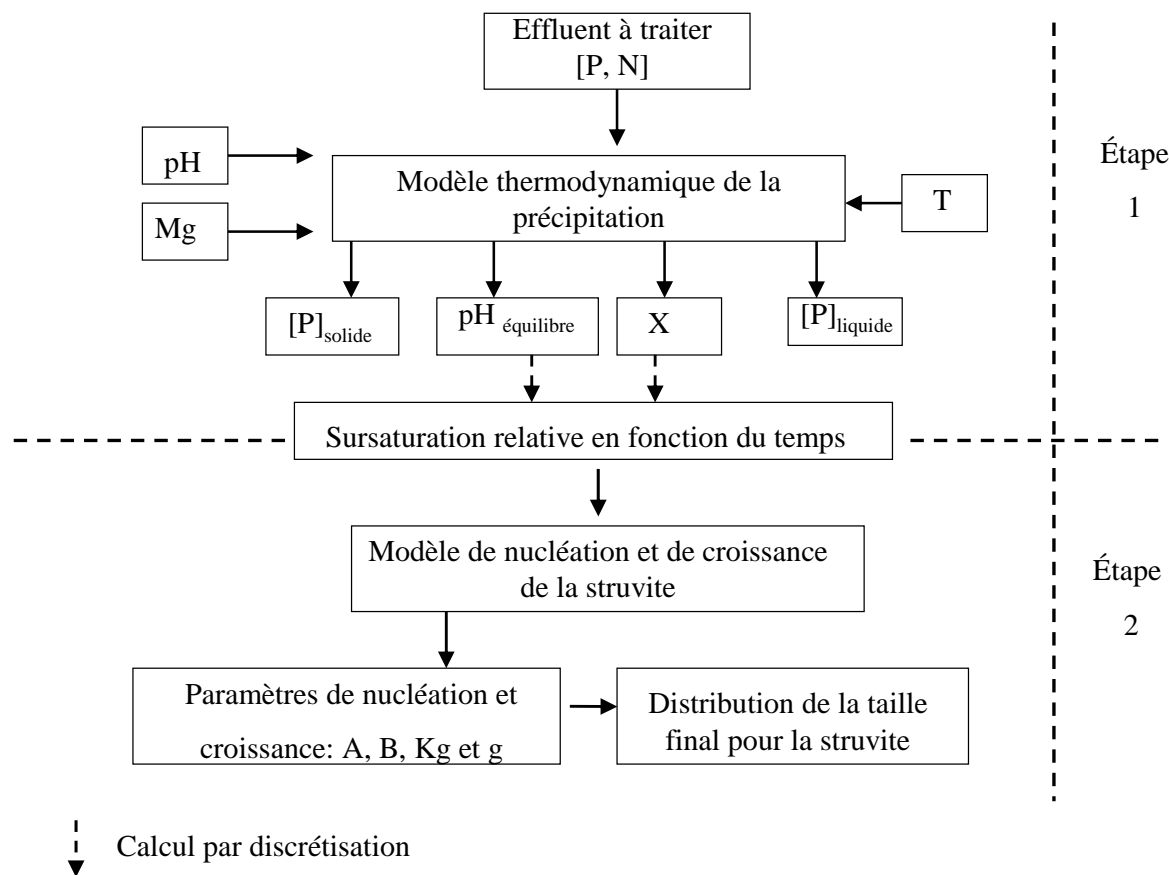 Effluent à traiter
[P, N]
pH
Modèle thermodynamique de la
précipitation
Mg
T
Étape
1
[P]solide
pH équilibre
X
[P]liquide
Sursaturation relative en fonction du temps
Modèle de nucléation et de croissance
de la struvite
Étape
2
Paramètres de nucléation et
croissance: A, B, Kg et g
Distribution de la taille
final pour la struvite
Calcul par discrétisation